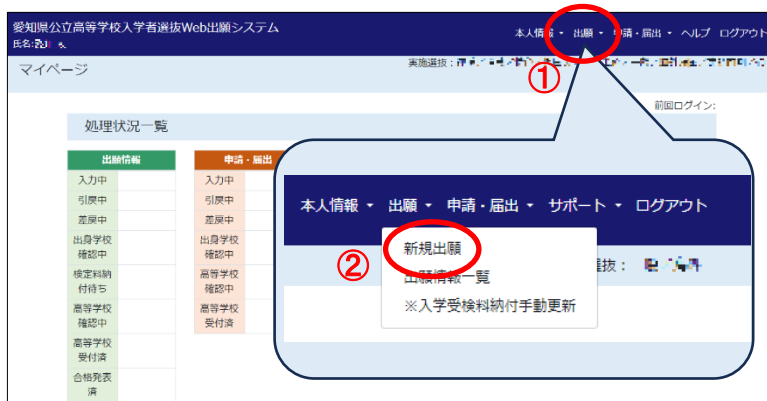 愛知県公立高等学校入学者選抜Web出願システム
氏名:
本人情報 出願 申請・届出 ヘルプ ログアウト
マイページ
実施選抜:
①
前回ログイン:
処理状況一覧
出願情報
入力中
引戻中
差戻中
出身学校
確認中
検定料納
付待ち
高等学校
確認中
高等学校
受付済
合格発表
済
申請・届出
入力中
引戻中
差戻中
出身学校
確認中
高等学校
確認中
高等学校
受付済
本人情報 出願 申請・届出 サポート ログアウト
②
新規出願
出願情報一覧
※入学受検料納付手動更新
抜: